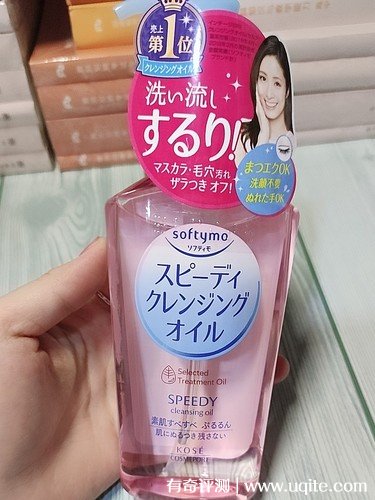 売上
第1位
クレンジングオイル
洗い流し
するり!
マスカラ・毛穴汚れ
ザラつきオフ!
まつエクOK
洗顔不要
ぬれた手OK
softymo
ソフティモ
スピーディ
クレンジング
オイル
Selected
Treatment Oil
SPEEDY
cleansing oil
素肌すべすべ ぷるるん
肌にぬるつき残さない
KOSÉ
COSMEPORT
有奇评测 | www.uqite.com